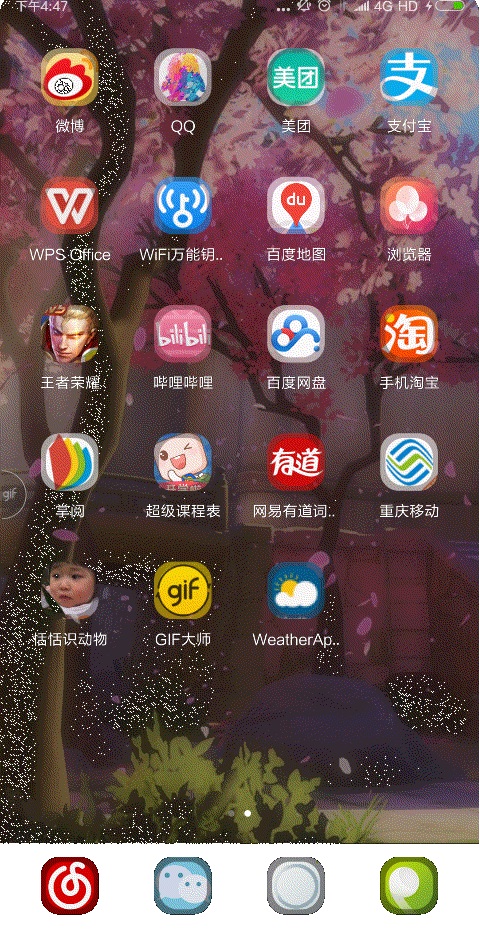 下午4:47 ... 4G HD
微博 QQ 美团 支付宝
美团 支
WPS Office WiFi万能钥.. 百度地图 浏览器
du
王者荣耀 哔哩哔哩 百度网盘 手机淘宝
bilibili 淘
掌阅 超级课程表 网易有道词.. 重庆移动
有道
gif
恬恬识动物 GIF大师 WeatherAp..
gif